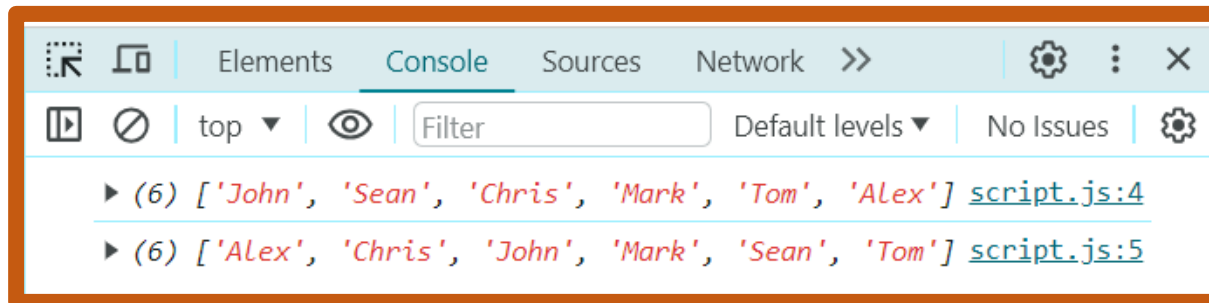 Elements Console Sources Network
top Filter Default levels No Issues
(6) ['John', 'Sean', 'Chris', 'Mark', 'Tom', 'Alex'] script.js:4
(6) ['Alex', 'Chris', 'John', 'Mark', 'Sean', 'Tom'] script.js:5